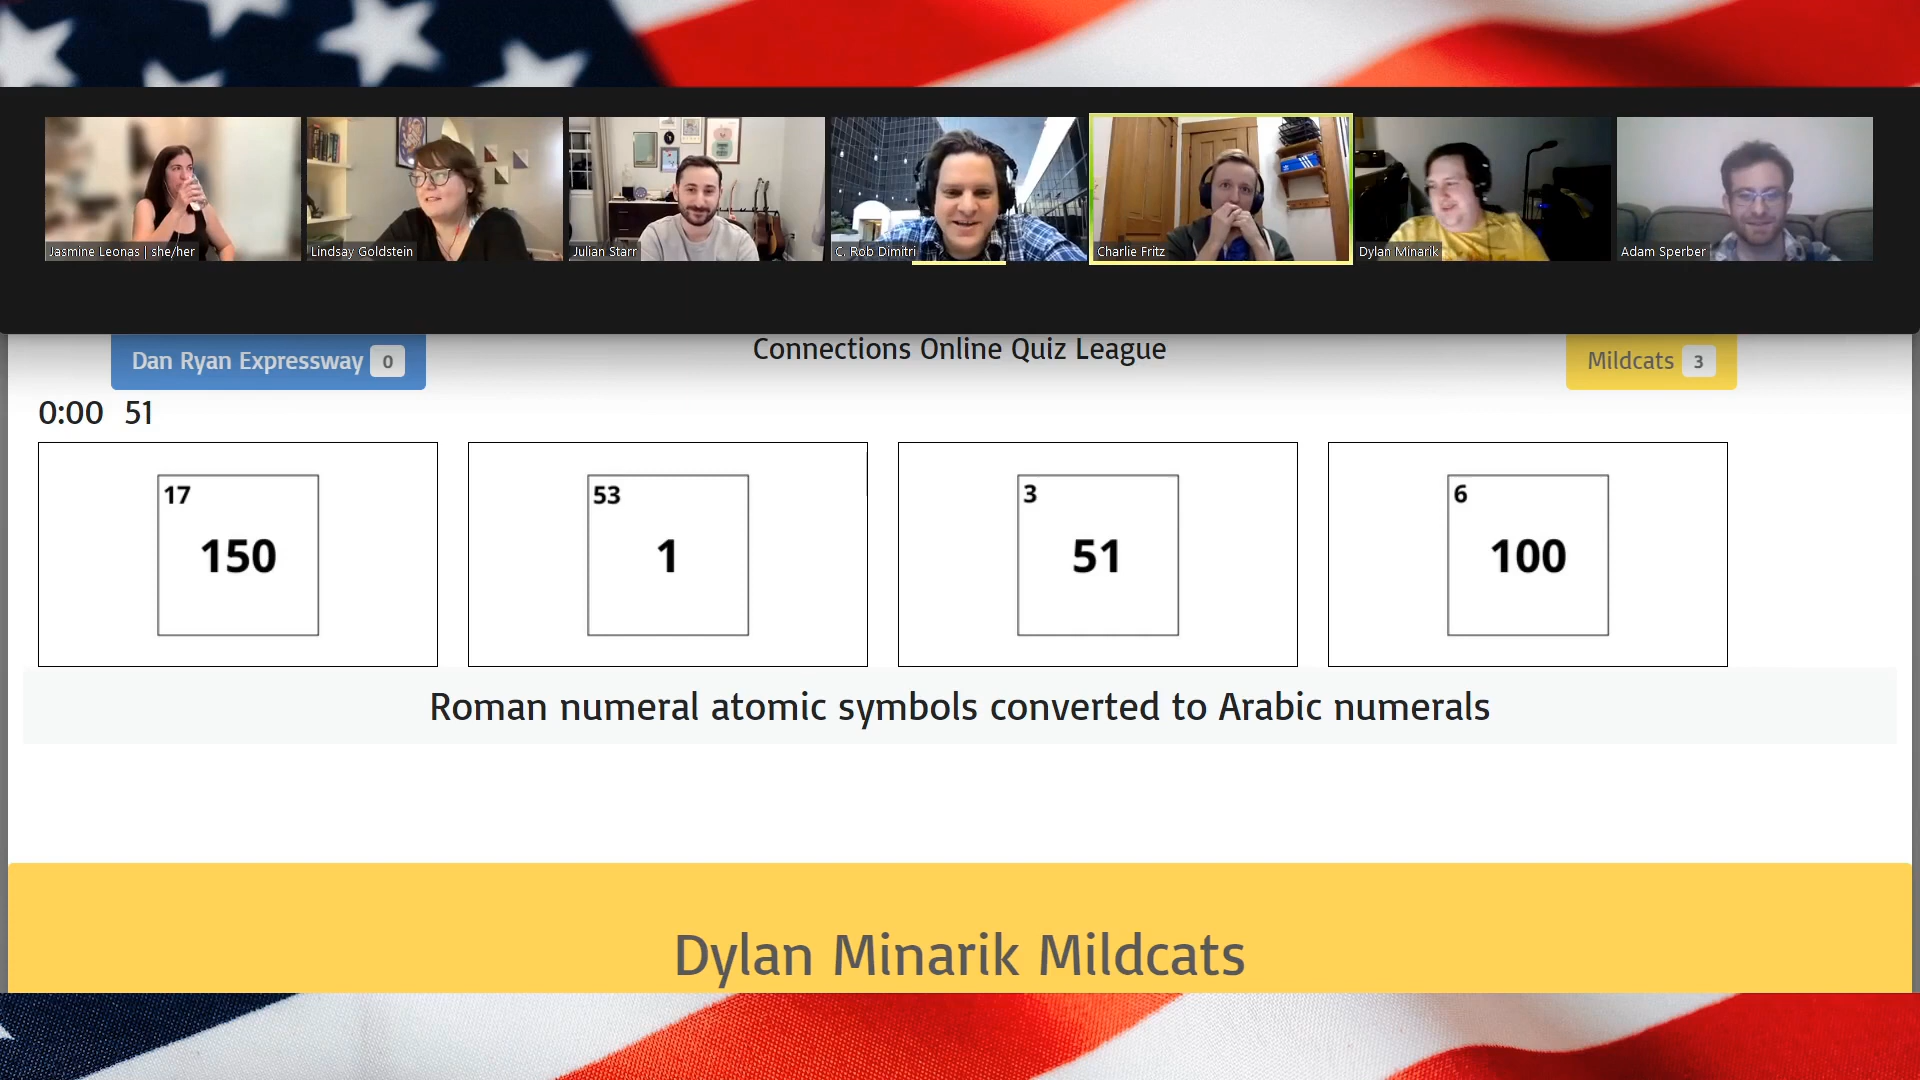 Jasmine Leonas | she/her
Lindsay Goldstein
Julian Starr
C. Rob Dimitri
Charlie Fritz
Dylan Minarik
Adam Sperber
Dan Ryan Expressway 0
Connections Online Quiz League
Mildcats 3
0:00 51
17
150
53
1
3
51
6
100
Roman numeral atomic symbols converted to Arabic numerals
Dylan Minarik Mildcats